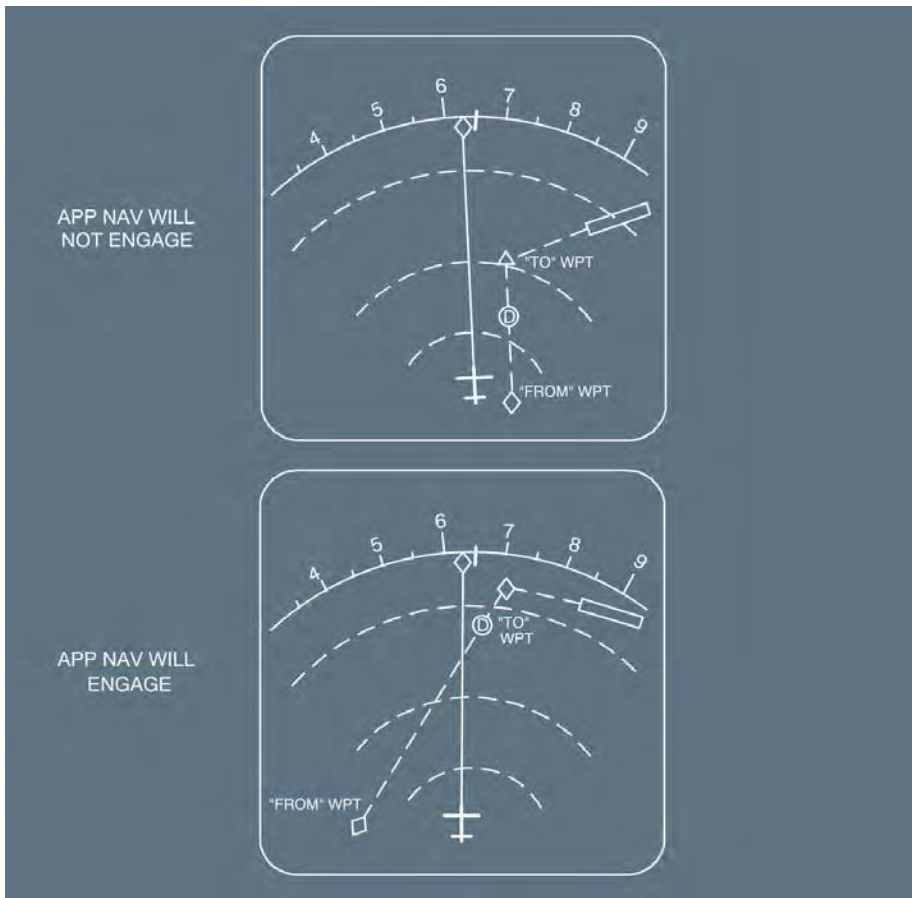 4 5 6 7 8 9
APP NAV WILL
NOT ENGAGE
"TO" WPT
D
"FROM" WPT
4 5 6 7 8 9
D
"TO"
WPT
APP NAV WILL
ENGAGE
"FROM" WPT